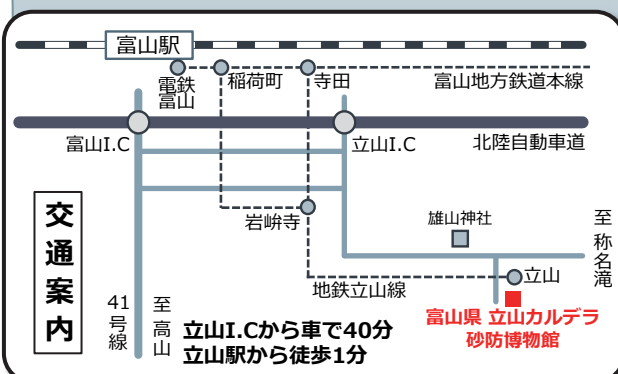 富山駅
電鉄
富山
稲荷町
寺田
富山地方鉄道本線
富山I.C
立山I.C
北陸自動車道
交通案内
岩峅寺
雄山神社
至称名滝
地鉄立山線
立山
41号線
至高山
立山I.Cから車で40分
立山駅から徒歩1分
富山県 立山カルデラ
砂防博物館